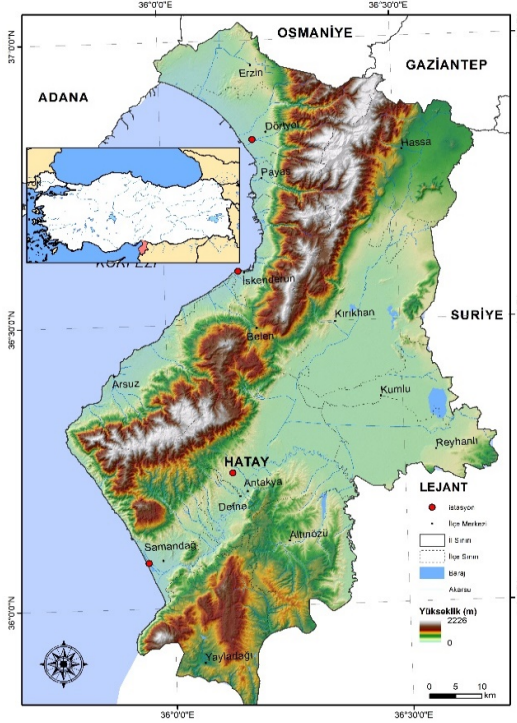 36°0'0"E
36°30'0"E
37°0'0"N
OSMANİYE
GAZİANTEP
Erzin
ADANA
Dörtyol
Hassa
Payas
İskenderun
Kırıkhan
SURİYE
36°30'0"N
Belen
Arsuz
Kumlu
Reyhanlı
HATAY
Antakya
Defne
LEJANT
istasyon
İlçe Merkezi
İl Sınırı
İlçe Sınırı
Baraj
Akarsu
Altınözü
Samandağ
36°0'0"N
Yükseklik (m)
2226
0
Yayladağı
0 5 10
km
36°0'0"E
36°30'0"E